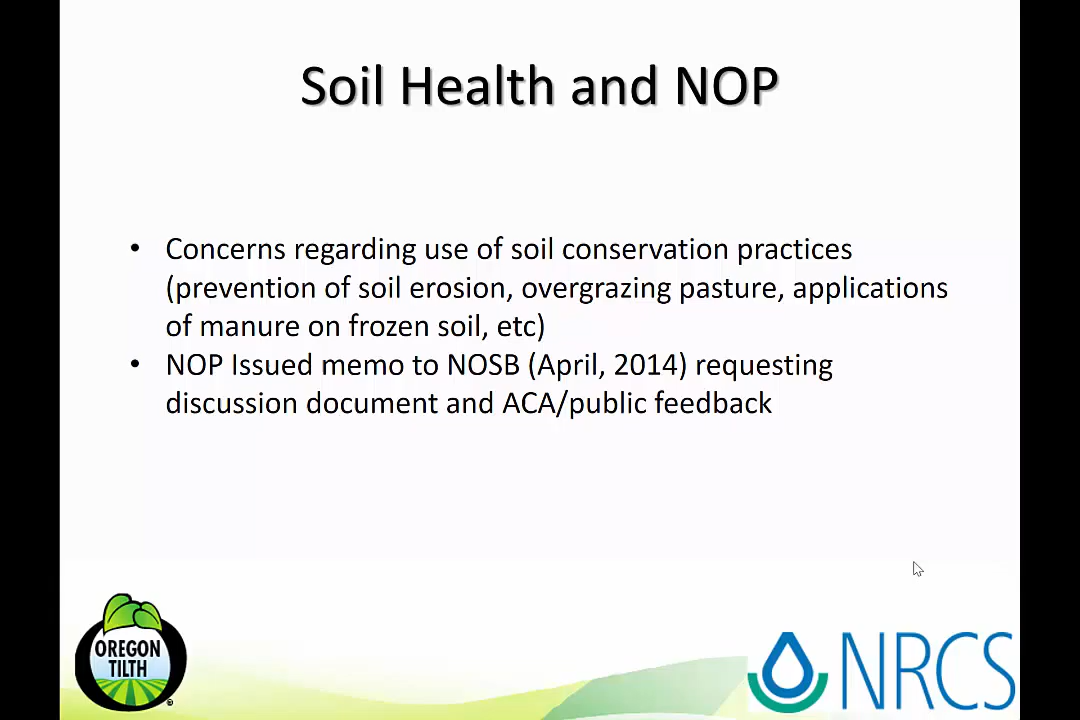 Soil Health and NOP
• Concerns regarding use of soil conservation practices
(prevention of soil erosion, overgrazing pasture, applications
of manure on frozen soil, etc)
• NOP Issued memo to NOSB (April, 2014) requesting
discussion document and ACA/public feedback
OREGON
TILTH
NRCS